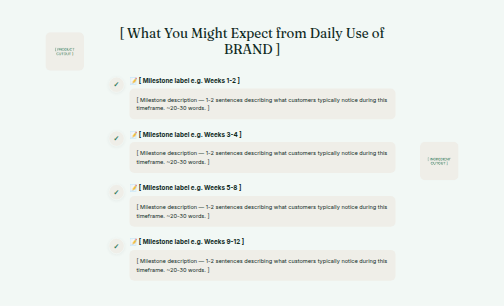 [ What You Might Expect from Daily Use of
BRAND ]
[ PRODUCT
CUTOUT ]
✓
📝 [ Milestone label e.g. Weeks 1-2 ]
[ Milestone description — 1-2 sentences describing what customers typically notice during this
timeframe. ~20-30 words. ]
✓
📝 [ Milestone label e.g. Weeks 3-4 ]
[ Milestone description — 1-2 sentences describing what customers typically notice during this
timeframe. ~20-30 words. ]
[ INGREDIENT
CUTOUT ]
✓
📝 [ Milestone label e.g. Weeks 5-8 ]
[ Milestone description — 1-2 sentences describing what customers typically notice during this
timeframe. ~20-30 words. ]
✓
📝 [ Milestone label e.g. Weeks 9-12 ]
[ Milestone description — 1-2 sentences describing what customers typically notice during this
timeframe. ~20-30 words. ]